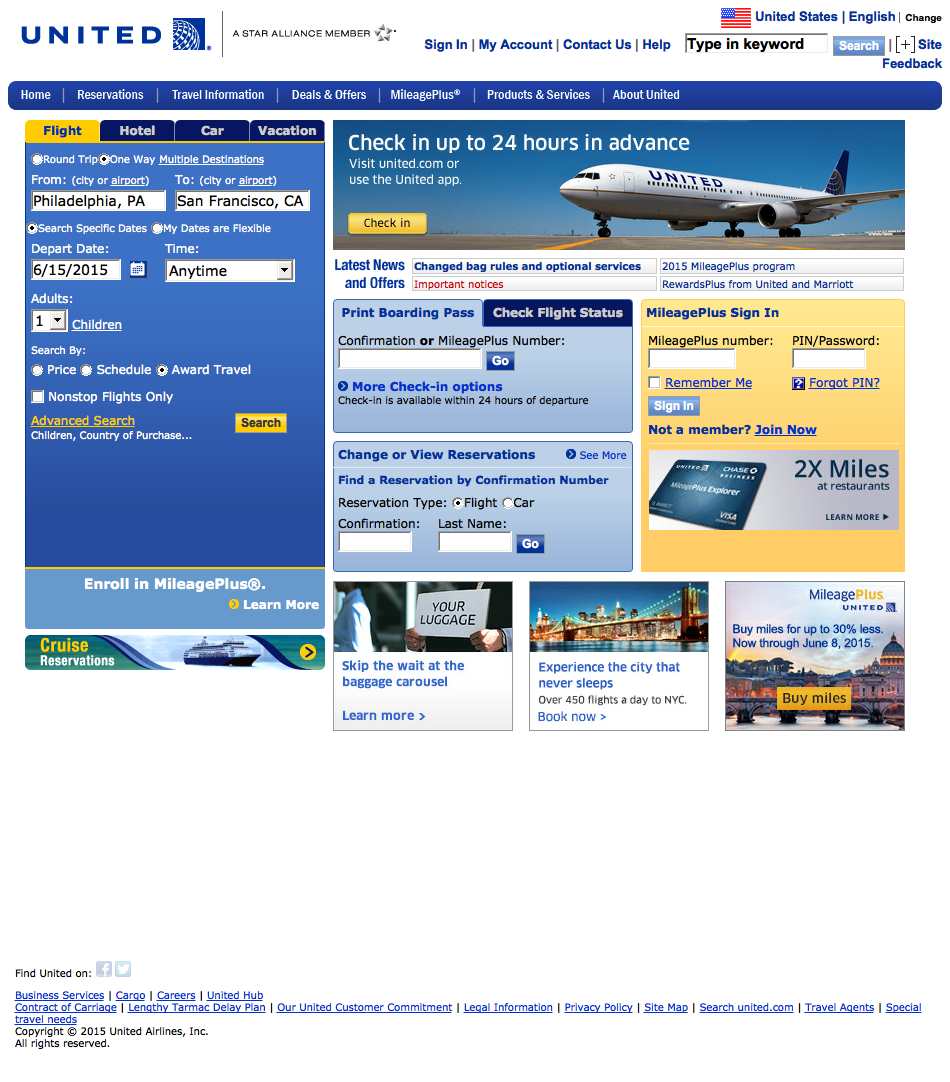 UNITED
A STAR ALLIANCE MEMBER
United States | English | Change
Sign In | My Account | Contact Us | Help
Type in keyword
Search | [+] Site Feedback
Home | Reservations | Travel Information | Deals & Offers | MileagePlus® | Products & Services | About United
Flight Hotel Car Vacation
Round Trip One Way Multiple Destinations
From: (city or airport) To: (city or airport)
Philadelphia, PA San Francisco, CA
Search Specific Dates My Dates are Flexible
Depart Date: Time:
6/15/2015 Anytime
Adults:
1 Children
Search By:
Price Schedule Award Travel
Nonstop Flights Only
Advanced Search Search
Children, Country of Purchase...
Enroll in MileagePlus®.
Learn More
Cruise
Reservations
Check in up to 24 hours in advance
Visit united.com or
use the United app.
Check in
UNITED
Latest News
and Offers
Changed bag rules and optional services
2015 MileagePlus program
Important notices
RewardsPlus from United and Marriott
Print Boarding Pass Check Flight Status
Confirmation or MileagePlus Number:
Go
More Check-in options
Check-in is available within 24 hours of departure
Change or View Reservations See More
Find a Reservation by Confirmation Number
Reservation Type: Flight Car
Confirmation: Last Name:
Go
MileagePlus Sign In
MileagePlus number: PIN/Password:
Remember Me Forgot PIN?
Sign In
Not a member? Join Now
UNITED
CHASE
BUSINESS
MileagePlus Explorer
VISA
2X Miles
at restaurants
LEARN MORE
YOUR
LUGGAGE
Skip the wait at the
baggage carousel
Learn more >
Experience the city that
never sleeps
Over 450 flights a day to NYC.
Book now >
MileagePlus
UNITED
Buy miles for up to 30% less.
Now through June 8, 2015.
Buy miles
Find United on:
Business Services | Cargo | Careers | United Hub
Contract of Carriage | Lengthy Tarmac Delay Plan | Our United Customer Commitment | Legal Information | Privacy Policy | Site Map | Search united.com | Travel Agents | Special
travel needs
Copyright © 2015 United Airlines, Inc.
All rights reserved.